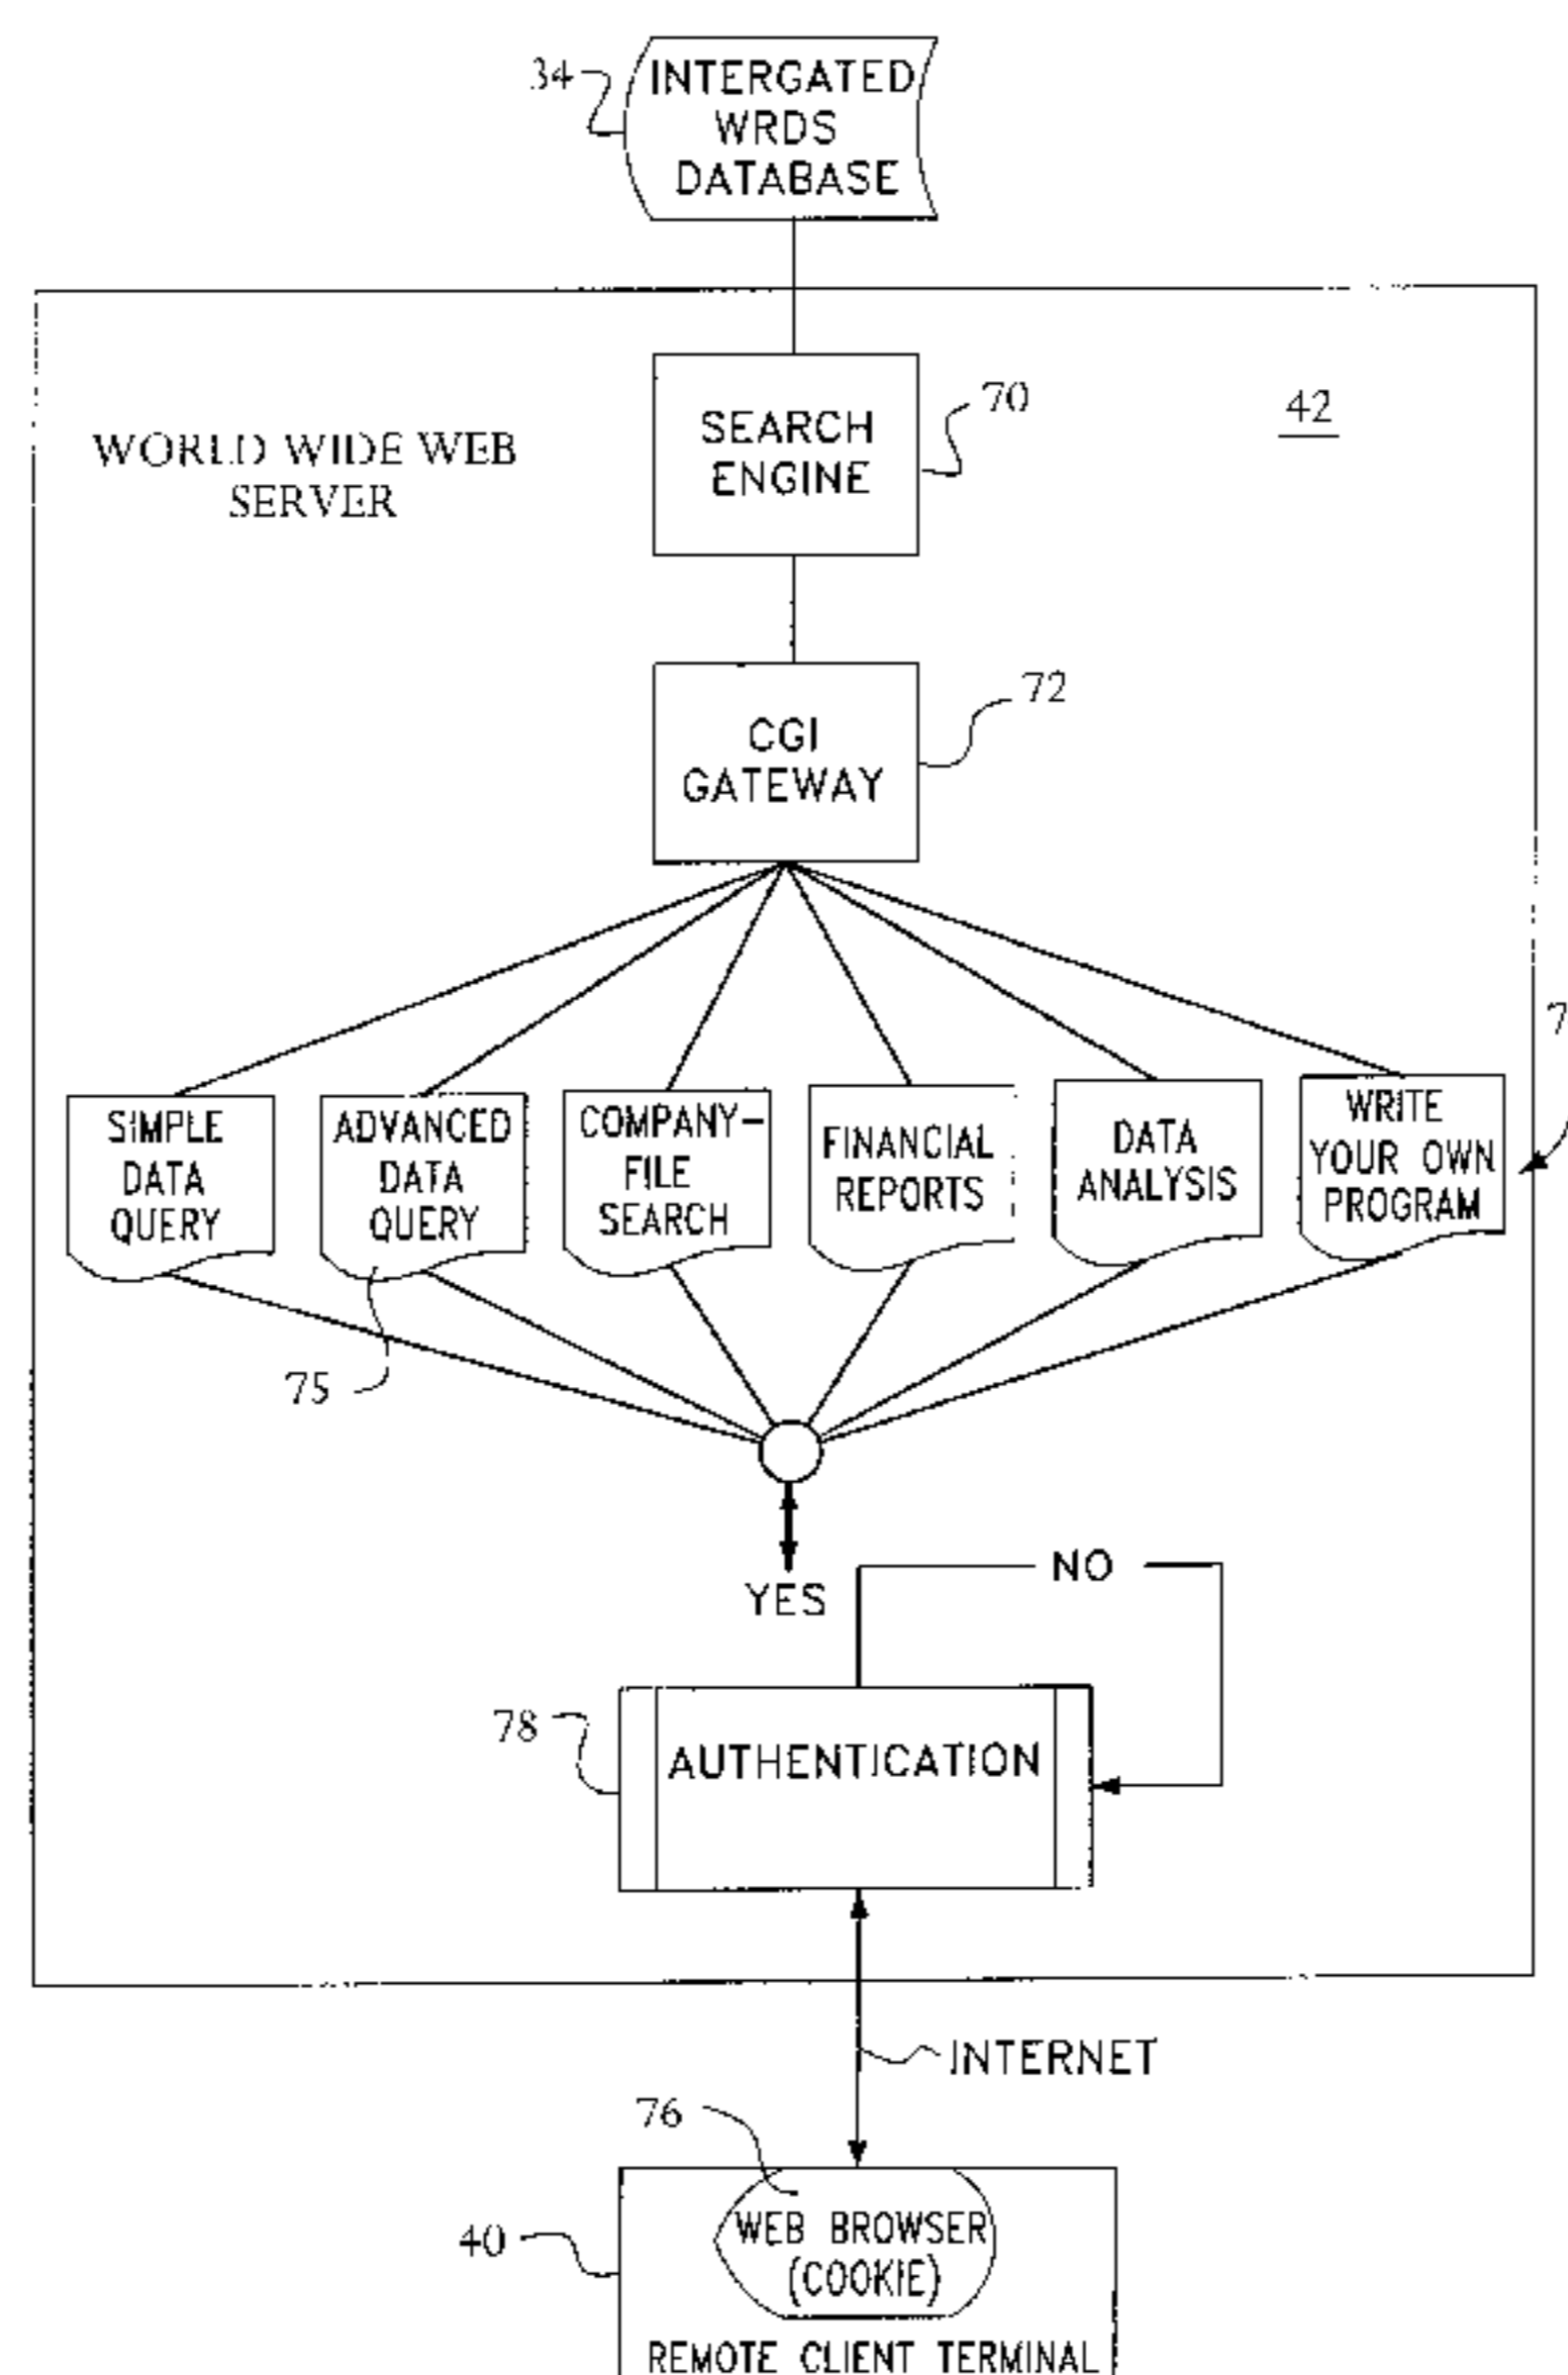 34
INTERGATED
WRDS
DATABASE
WORLD WIDE WEB
SERVER
SEARCH
ENGINE
70
42
CGI
GATEWAY
72
7
SIMPLE
DATA
QUERY
ADVANCED
DATA
QUERY
COMPANY-
FILE
SEARCH
FINANCIAL
REPORTS
DATA
ANALYSIS
WRITE
YOUR OWN
PROGRAM
75
YES
NO
78
AUTHENTICATION
INTERNET
76
40
WEB BROWSER
(COOKIE)
REMOTE CLIENT TERMINAL